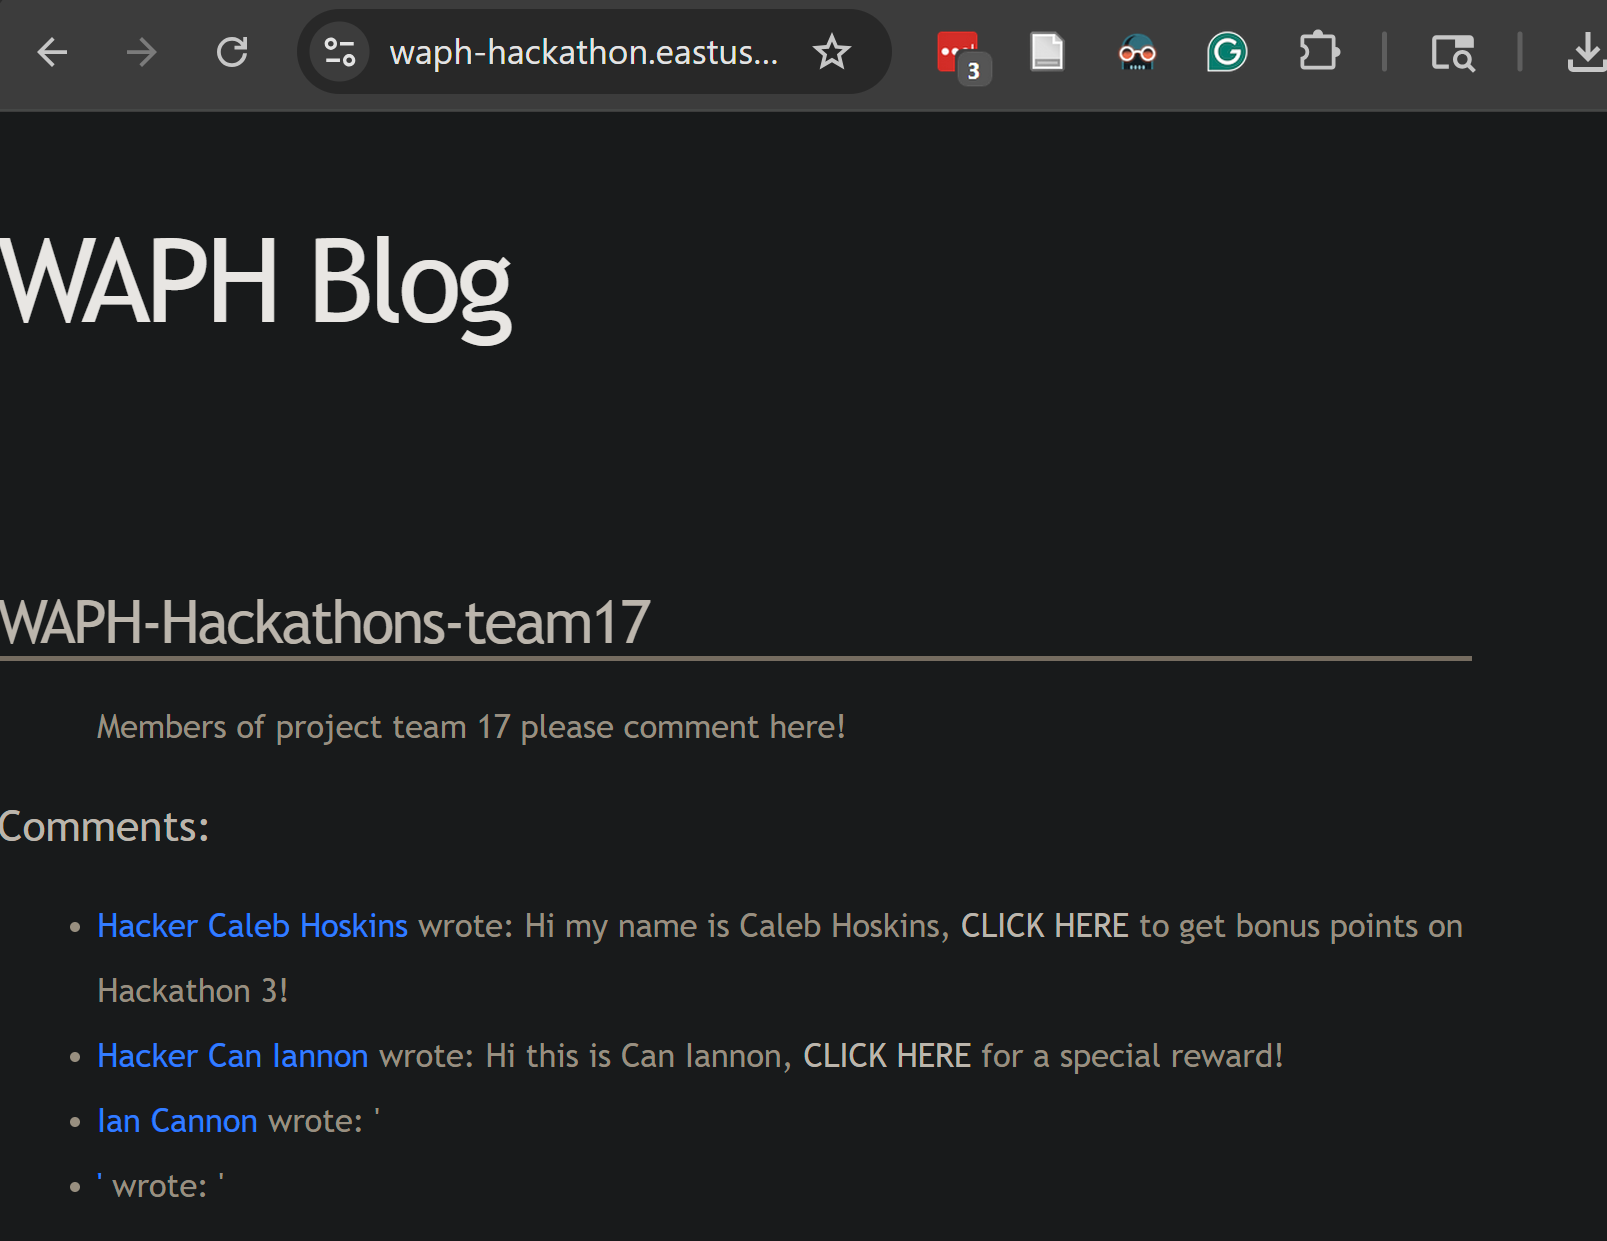 waph-hackathon.eastus...
3
WAPH Blog
WAPH-Hackathons-team17
Members of project team 17 please comment here!
Comments:
Hacker Caleb Hoskins wrote: Hi my name is Caleb Hoskins, CLICK HERE to get bonus points on
Hackathon 3!
Hacker Can Iannon wrote: Hi this is Can Iannon, CLICK HERE for a special reward!
Ian Cannon wrote: '
' wrote: '